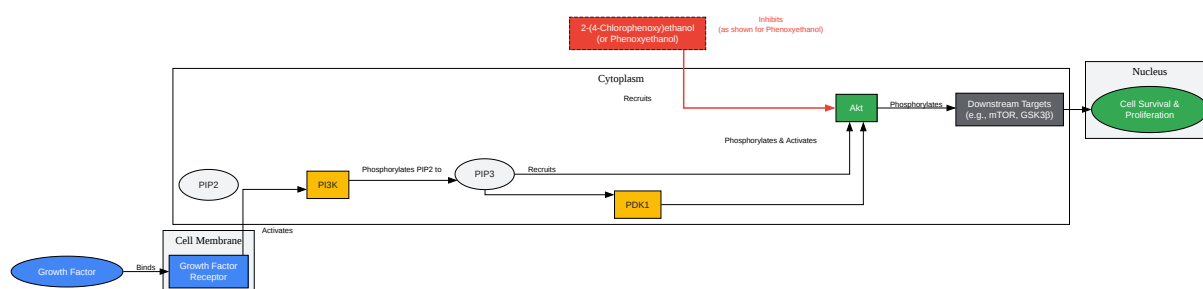 2-(4-Chlorophenoxy)ethanol
(or Phenoxyethanol)
Inhibits
(as shown for Phenoxyethanol)
Cytoplasm
Nucleus
Recruits
Akt
Phosphorylates
Downstream Targets
(e.g., mTOR, GSK3β)
Cell Survival &
Proliferation
Phosphorylates & Activates
PIP2
PI3K
Phosphorylates PIP2 to
PIP3
Recruits
PDK1
Activates
Cell Membrane
Growth Factor
Binds
Growth Factor
Receptor